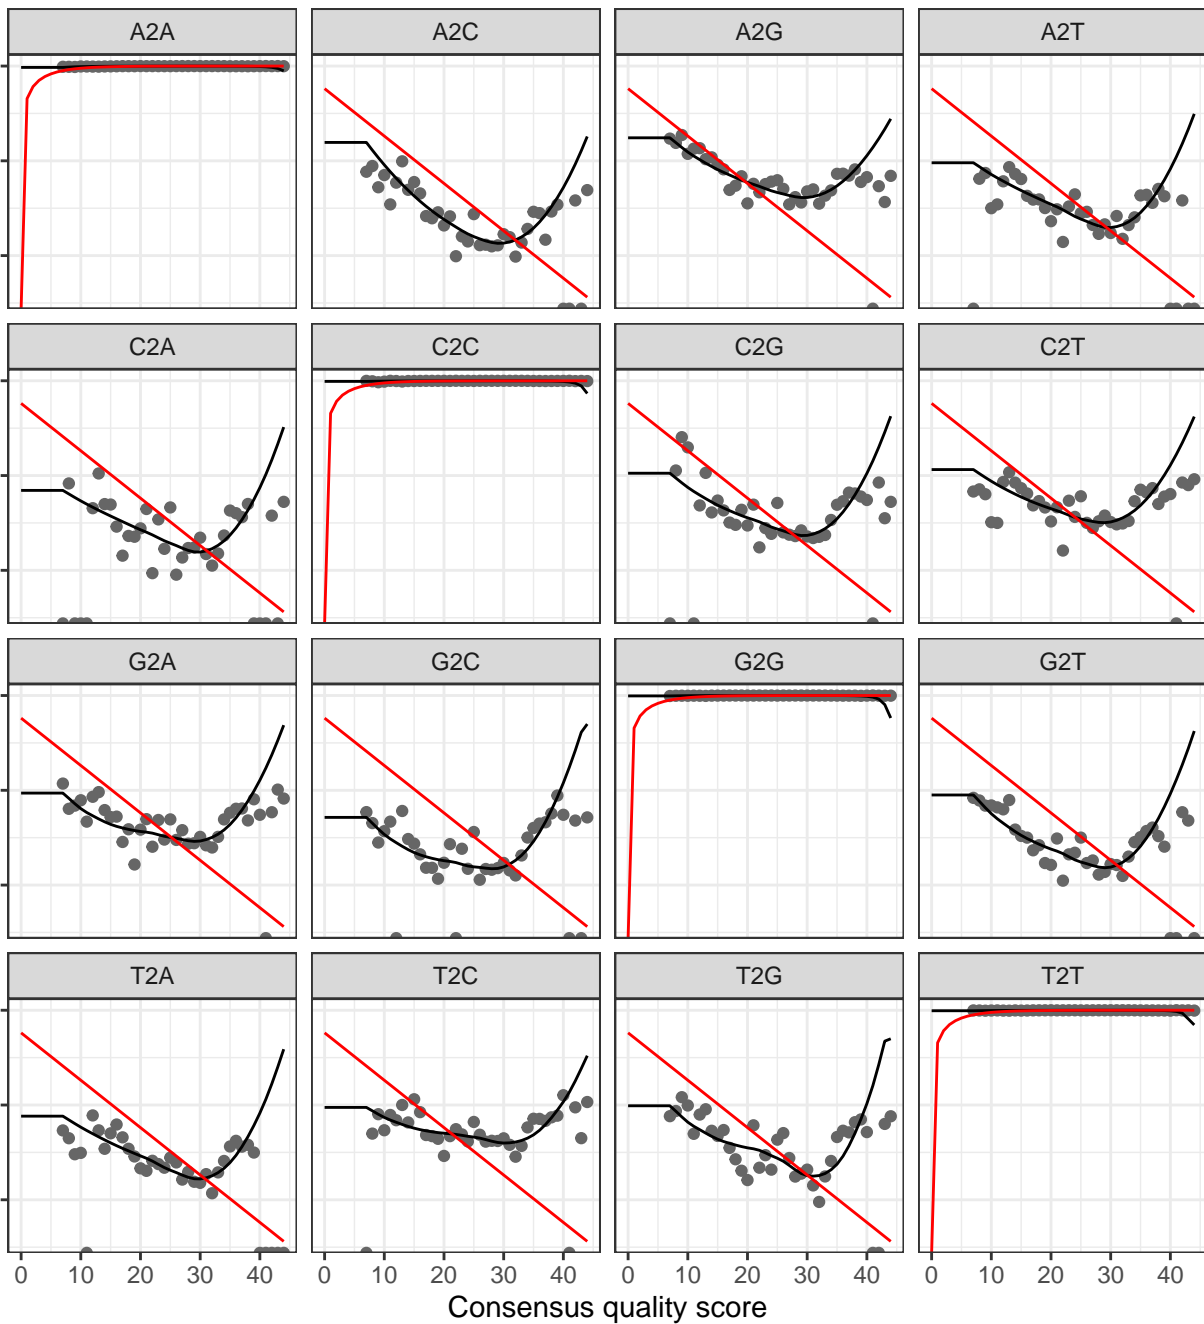 A2A A2C A2G A2T
C2A C2C C2G C2T
G2A G2C G2G G2T
T2A T2C T2G T2T
0 10 20 30 40 0 10 20 30 40 0 10 20 30 40 0 10 20 30 40
Consensus quality score